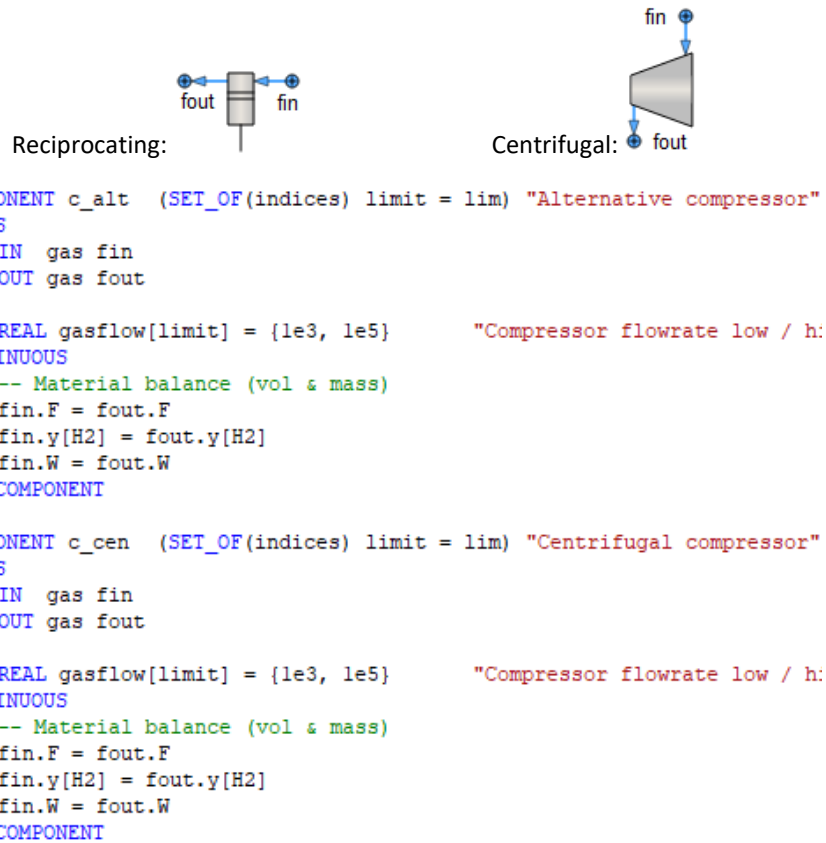 fin
fout fin
Reciprocating: Centrifugal: fout
ONENT c_alt (SET_OF(indices) limit = lim) "Alternative compressor"
S
IN gas fin
OUT gas fout
REAL gasflow[limit] = {1e3, 1e5} "Compressor flowrate low / hi
INUOUS
-- Material balance (vol & mass)
fin.F = fout.F
fin.y[H2] = fout.y[H2]
fin.W = fout.W
COMPONENT
ONENT c_cen (SET_OF(indices) limit = lim) "Centrifugal compressor"
S
IN gas fin
OUT gas fout
REAL gasflow[limit] = {1e3, 1e5} "Compressor flowrate low / hi
INUOUS
-- Material balance (vol & mass)
fin.F = fout.F
fin.y[H2] = fout.y[H2]
fin.W = fout.W
COMPONENT